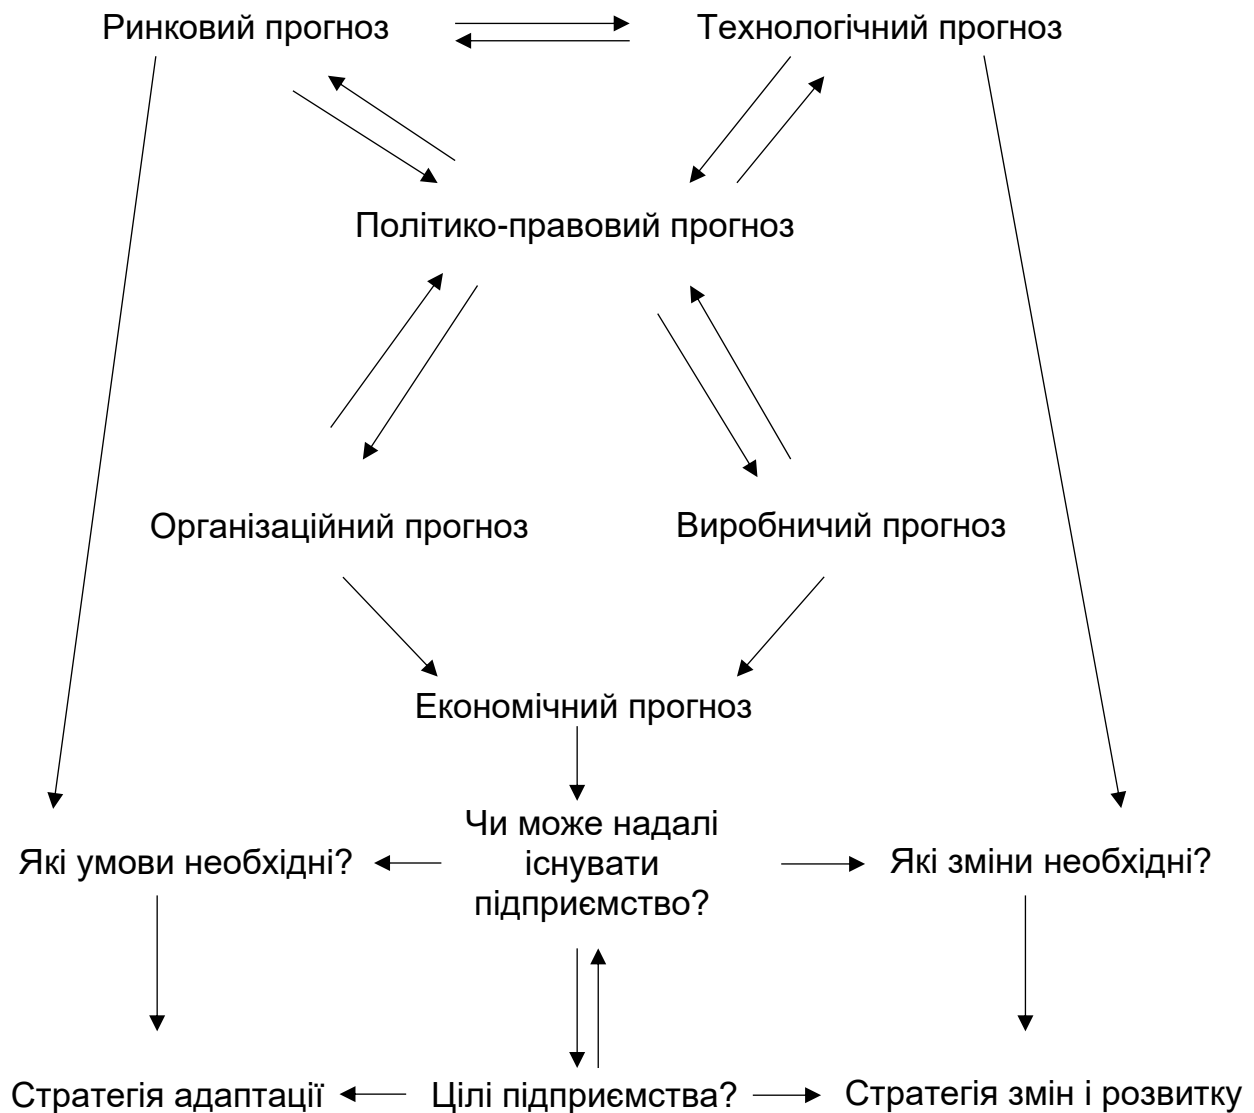 Ринковий прогноз
Технологічний прогноз
Політико-правовий прогноз
Організаційний прогноз
Виробничий прогноз
Економічний прогноз
Чи може надалі
існувати
підприємство?
Які умови необхідні?
Які зміни необхідні?
Стратегія адаптації
Цілі підприємства?
Стратегія змін і розвитку